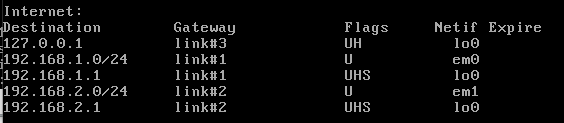 Internet:
Destination Gateway Flags Netif Expire
127.0.0.1 link#3 UH lo0
192.168.1.0/24 link#1 U em0
192.168.1.1 link#1 UHS lo0
192.168.2.0/24 link#2 U em1
192.168.2.1 link#2 UHS lo0